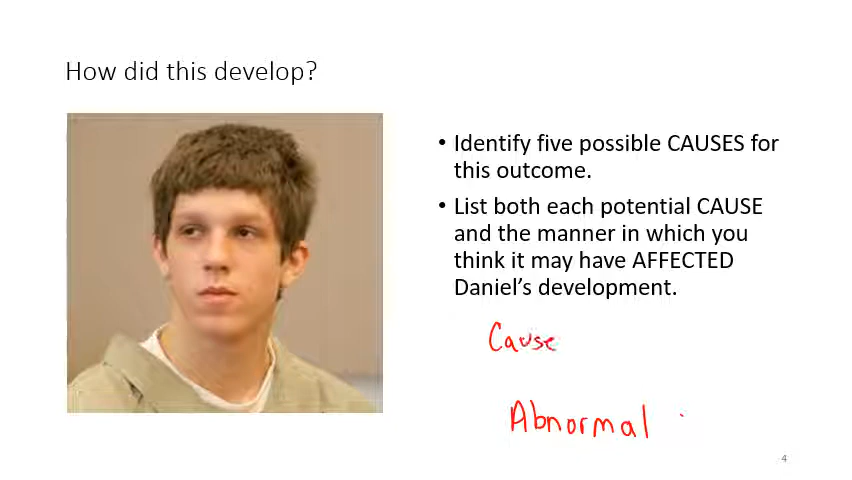 How did this develop?
• Identify five possible CAUSES for
this outcome.
• List both each potential CAUSE
and the manner in which you
think it may have AFFECTED
Daniel’s development.
Cause
Abnormal
4